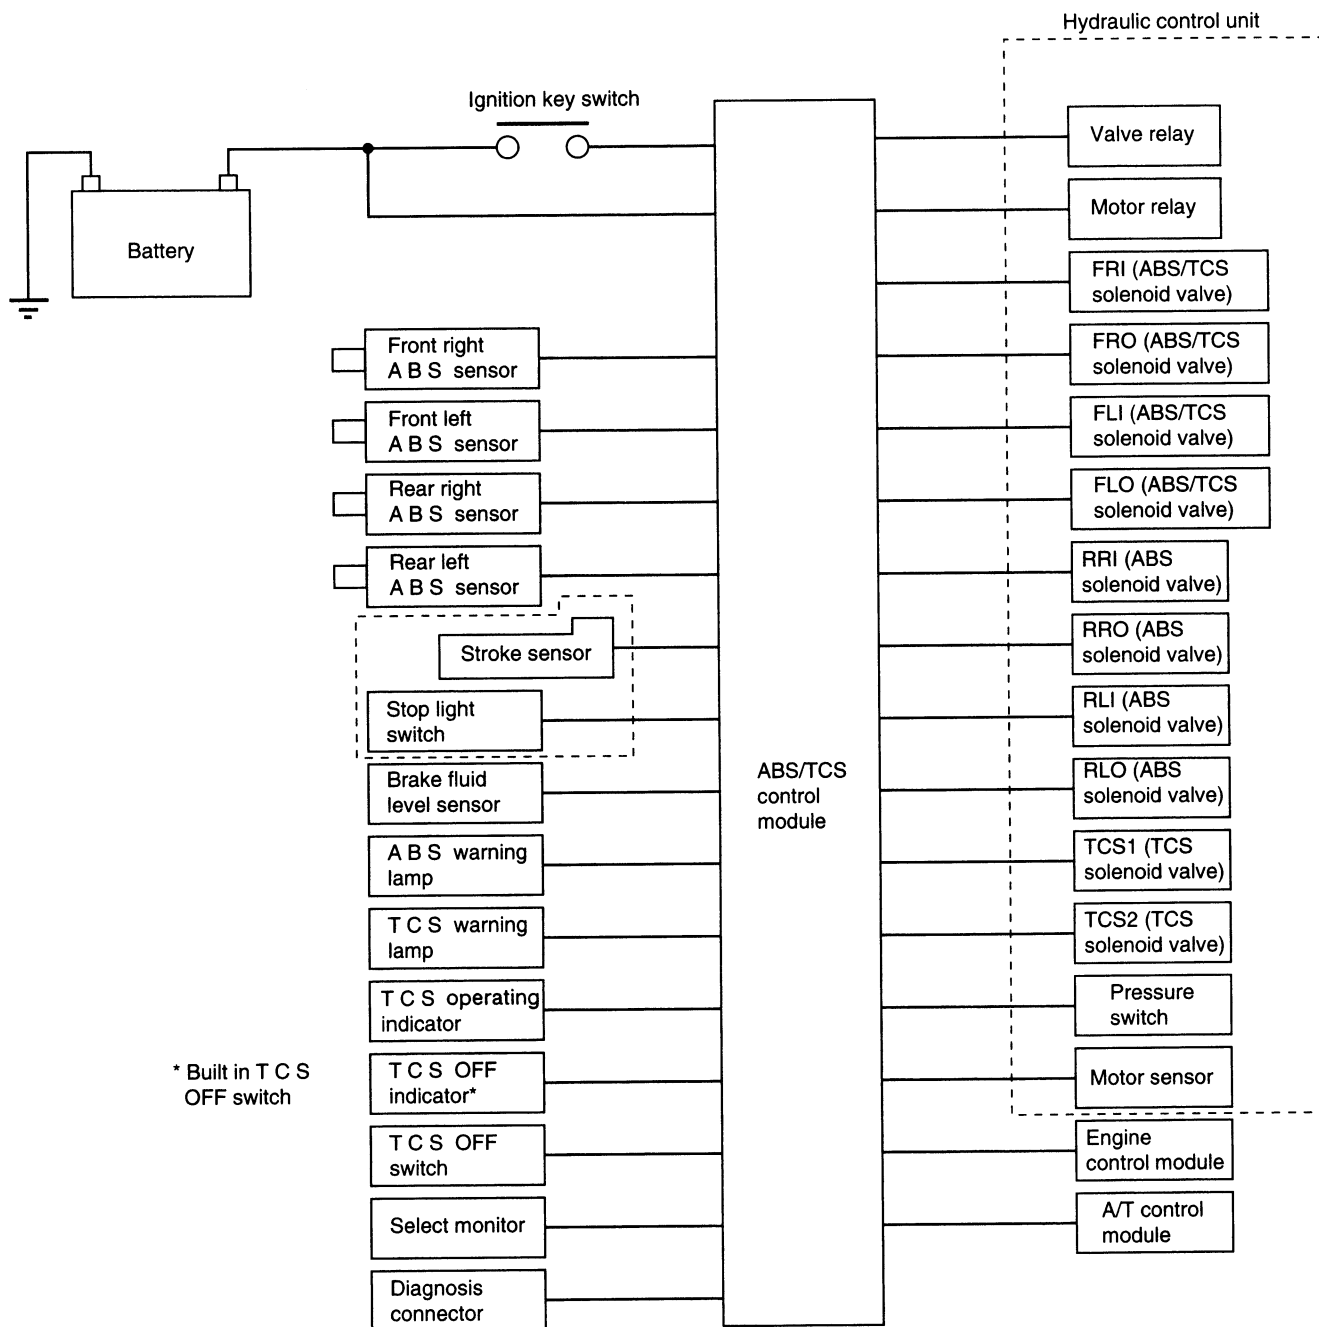 Hydraulic control unit
Ignition key switch
Battery
Front right
A B S sensor
Front left
A B S sensor
Rear right
A B S sensor
Rear left
A B S sensor
Stroke sensor
Stop light
switch
Brake fluid
level sensor
A B S warning
lamp
T C S warning
lamp
T C S operating
indicator
* Built in T C S
OFF switch
T C S OFF
indicator*
T C S OFF
switch
Select monitor
Diagnosis
connector
ABS/TCS
control
module
Valve relay
Motor relay
FRI (ABS/TCS
solenoid valve)
FRO (ABS/TCS
solenoid valve)
FLI (ABS/TCS
solenoid valve)
FLO (ABS/TCS
solenoid valve)
RRI (ABS
solenoid valve)
RRO (ABS
solenoid valve)
RLI (ABS
solenoid valve)
RLO (ABS
solenoid valve)
TCS1 (TCS
solenoid valve)
TCS2 (TCS
solenoid valve)
Pressure
switch
Motor sensor
Engine
control module
A/T control
module